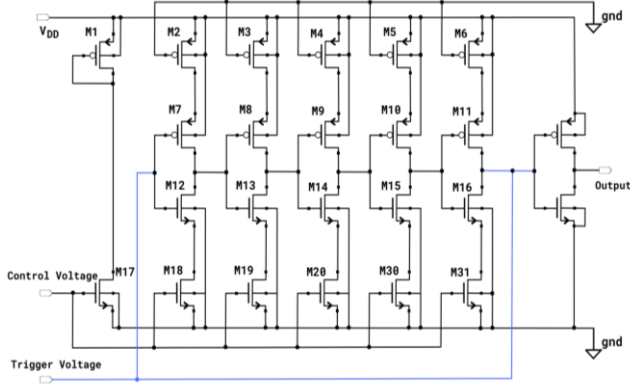 M1 M2 M3 M4 M5 M6 gnd
VDD
M7 M8 M9 M10 M11
M12 M13 M14 M15 M16
Output
Control Voltage M17 M18 M19 M20 M30 M31
gnd
Trigger Voltage